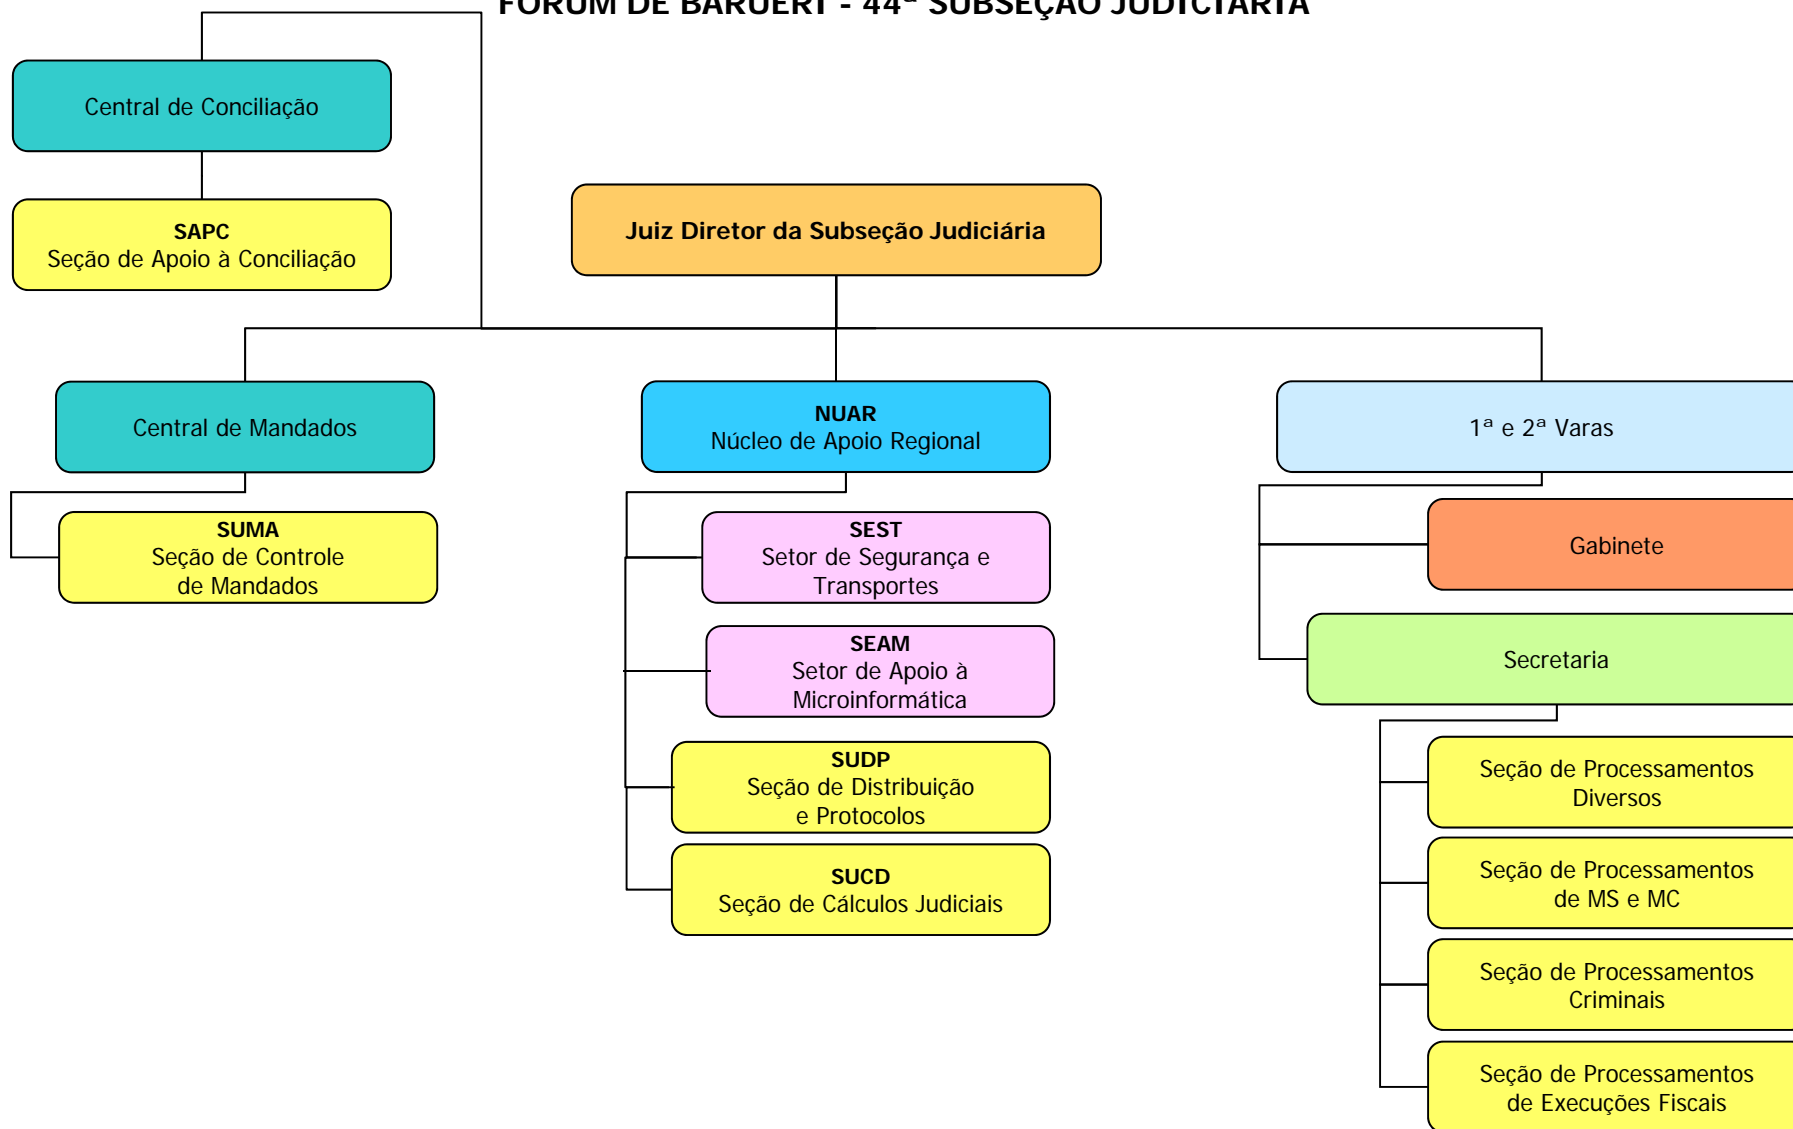 FÓRUM DE BARUERI - 44ª SUBSEÇÃO JUDICIÁRIA
Central de Conciliação
SAPC
Seção de Apoio à Conciliação
Juiz Diretor da Subseção Judiciária
Central de Mandados
SUMA
Seção de Controle
de Mandados
NUAR
Núcleo de Apoio Regional
SEST
Setor de Segurança e
Transportes
SEAM
Setor de Apoio à
Microinformática
SUDP
Seção de Distribuição
e Protocolos
SUCD
Seção de Cálculos Judiciais
1ª e 2ª Varas
Gabinete
Secretaria
Seção de Processamentos
Diversos
Seção de Processamentos
de MS e MC
Seção de Processamentos
Criminais
Seção de Processamentos
de Execuções Fiscais